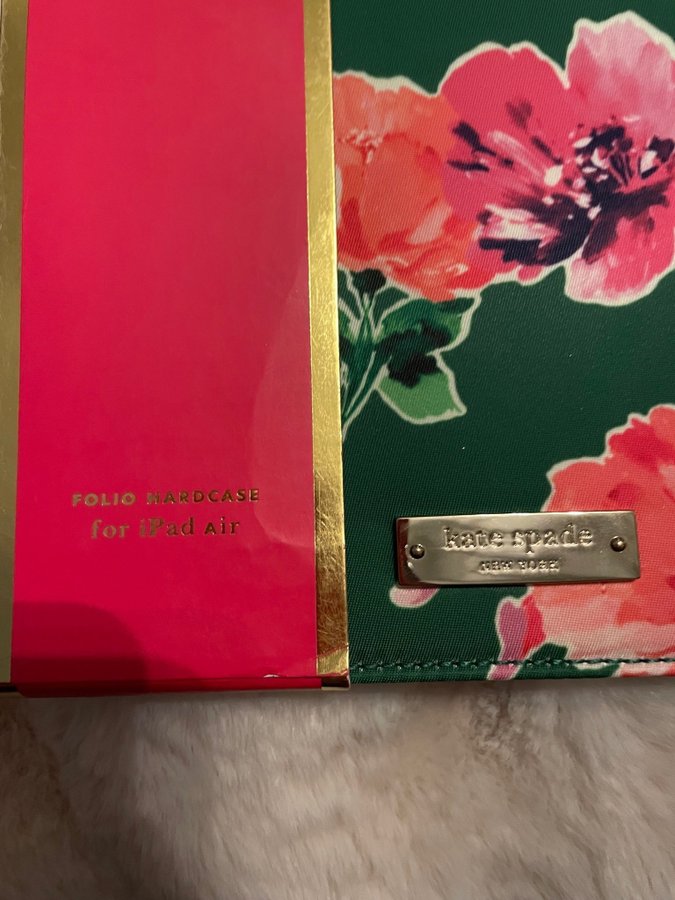 FOLIO HARDCASE
for iPad Air
kate spade
NEW YORK